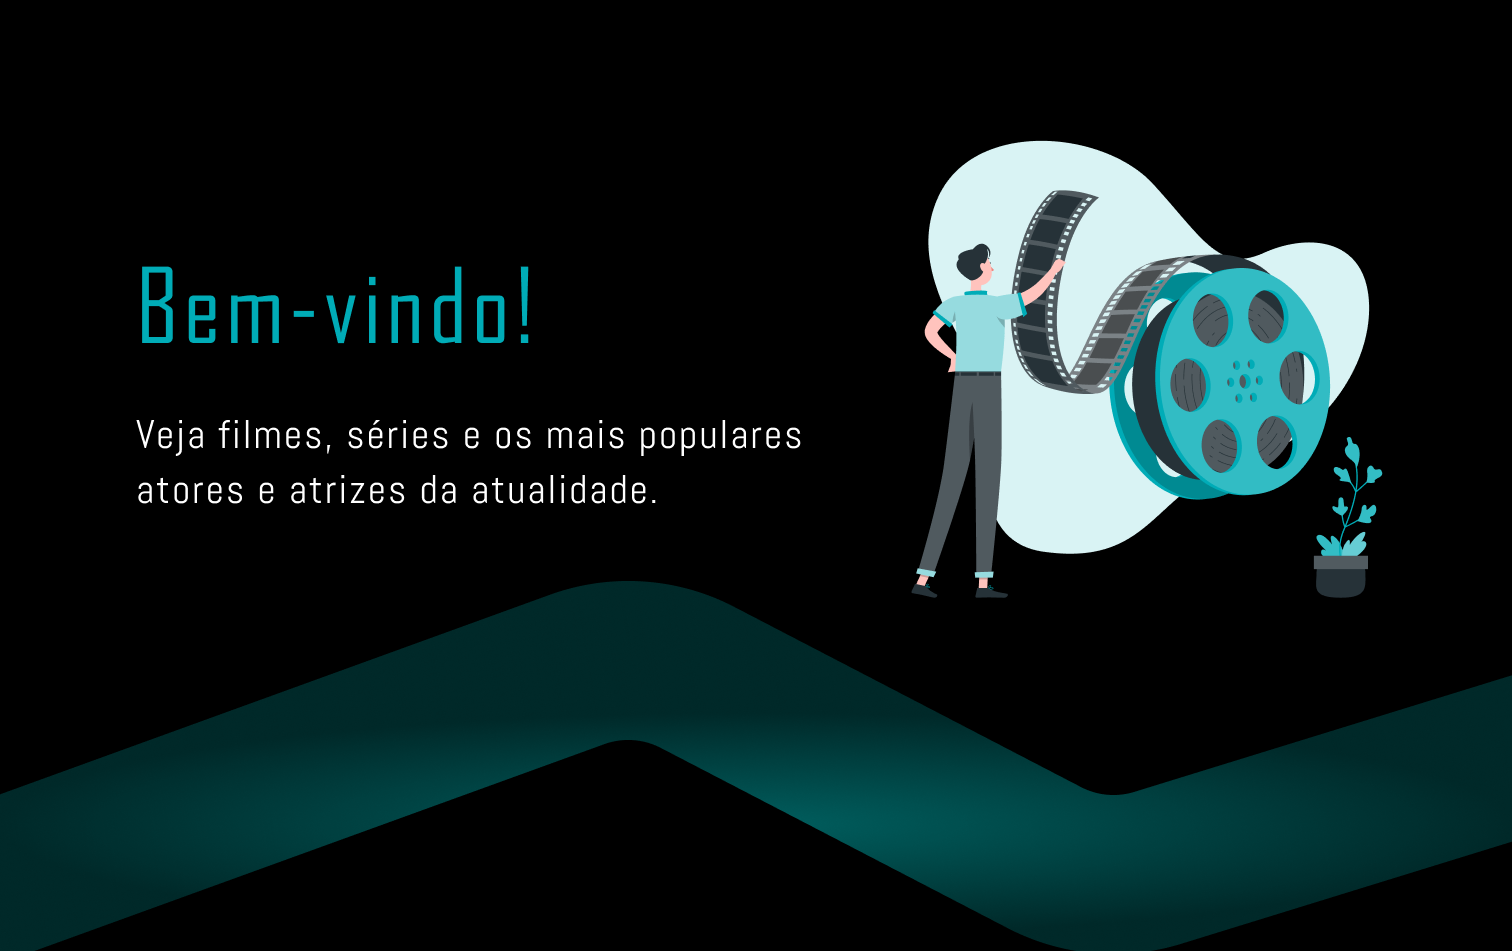 Bem-vindo!
Veja filmes, séries e os mais populares
atores e atrizes da atualidade.